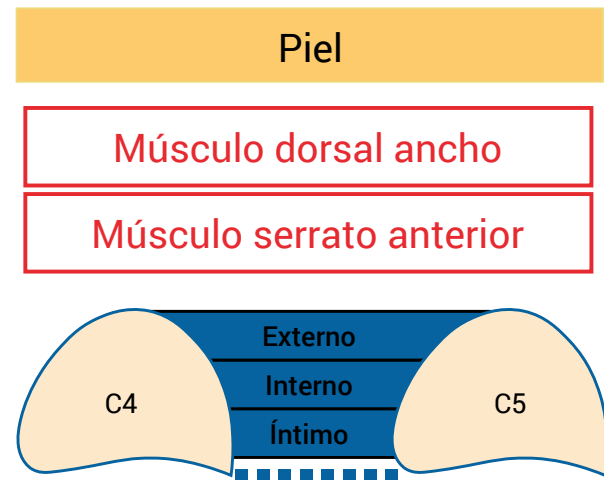 Piel
Músculo dorsal ancho
Músculo serrato anterior
Externo
Interno
Íntimo
C4
C5